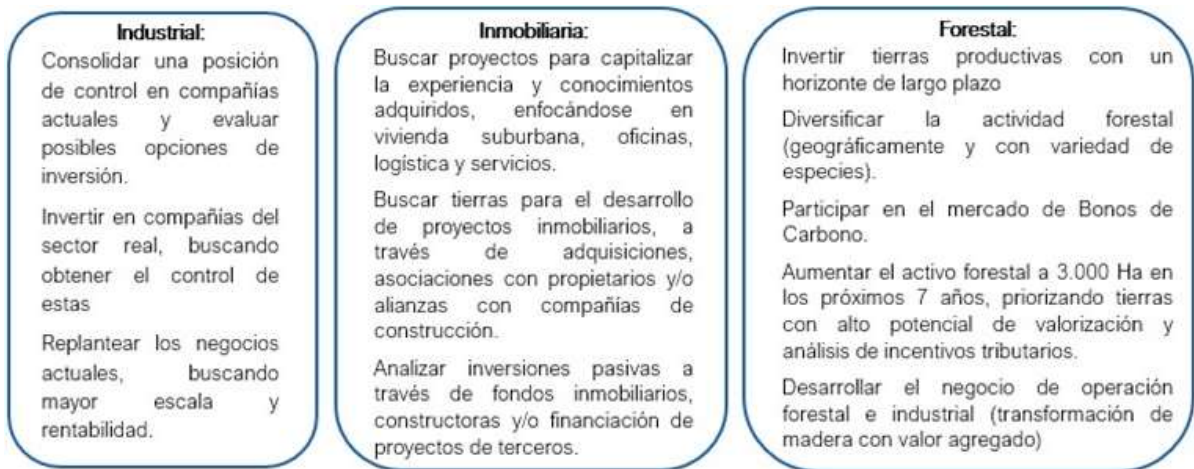 Industrial:
Consolidar una posición
de control en compañías
actuales y evaluar
posibles opciones de
inversión.
Invertir en compañías del
sector real, buscando
obtener el control de
estas
Replantear los negocios
actuales, buscando
mayor escala y
rentabilidad.
Inmobiliaria:
Buscar proyectos para capitalizar
la experiencia y conocimientos
adquiridos, enfocándose en
vivienda suburbana, oficinas,
logística y servicios.
Buscar tierras para el desarrollo
de proyectos inmobiliarios, a
través de adquisiciones,
asociaciones con propietarios y/o
alianzas con compañías de
construcción.
Analizar inversiones pasivas a
través de fondos inmobiliarios,
constructoras y/o financiación de
proyectos de terceros.
Forestal:
Invertir tierras productivas con un
horizonte de largo plazo
Diversificar la actividad forestal
(geográficamente y con variedad de
especies).
Participar en el mercado de Bonos de
Carbono.
Aumentar el activo forestal a 3.000 Ha en
los próximos 7 años, priorizando tierras
con alto potencial de valorización y
análisis de incentivos tributarios.
Desarrollar el negocio de operación
forestal e industrial (transformación de
madera con valor agregado)